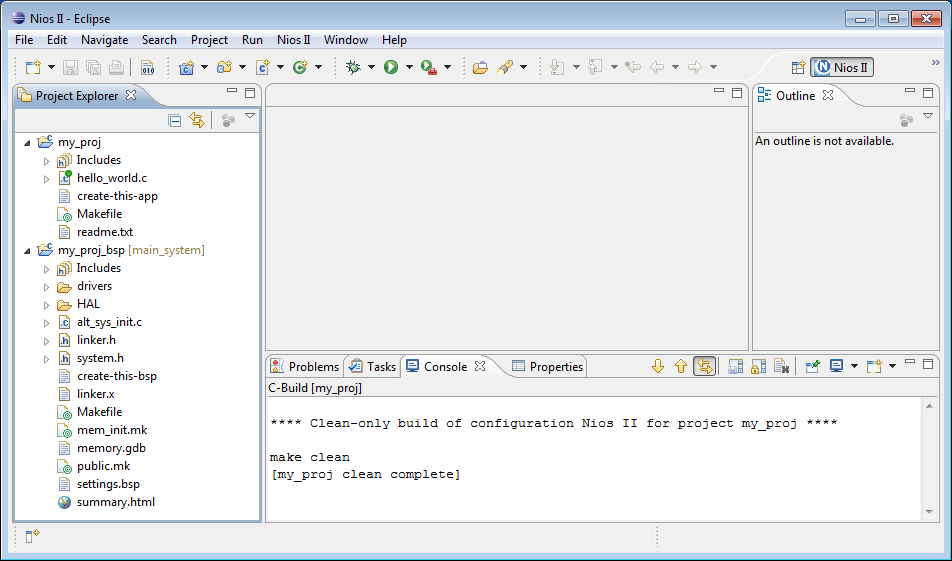 Nios II - Eclipse
File Edit Navigate Search Project Run Nios II Window Help
010
Nios II
Project Explorer
my_proj
Includes
hello_world.c
create-this-app
Makefile
readme.txt
my_proj_bsp [main_system]
Includes
drivers
HAL
alt_sys_init.c
linker.h
system.h
create-this-bsp
linker.x
Makefile
mem_init.mk
memory.gdb
public.mk
settings.bsp
summary.html
Outline
An outline is not available.
Problems Tasks Console Properties
C-Build [my_proj]
**** Clean-only build of configuration Nios II for project my_proj ****
make clean
[my_proj clean complete]